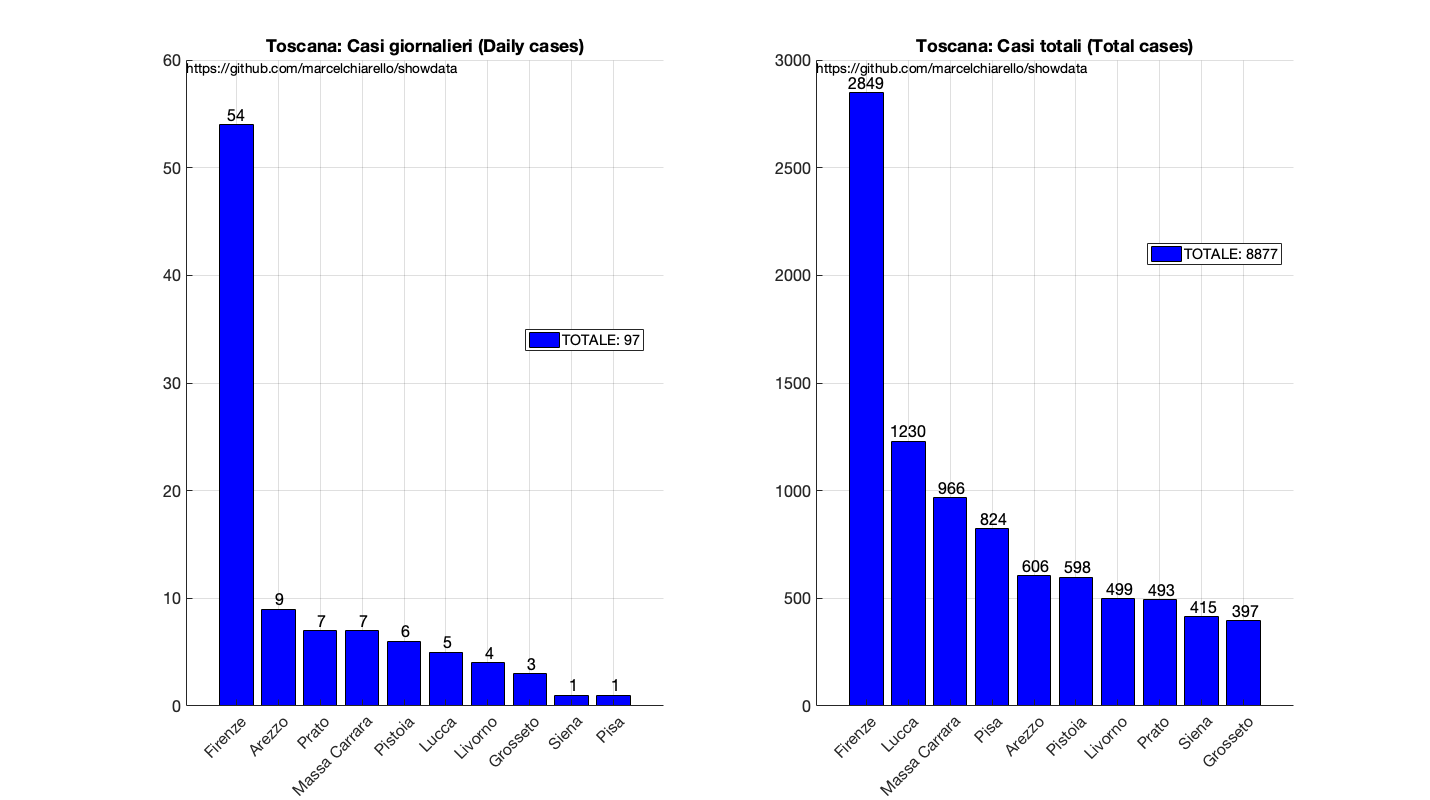 Toscana: Casi giornalieri (Daily cases)
https://github.com/marcelchiarello/showdata
60
50
40
30
20
10
0
54
9
7
7
6
5
4
3
1
1
TOTALE: 97
Firenze
Arezzo
Prato
Massa Carrara
Pistoia
Lucca
Livorno
Grosseto
Siena
Pisa
Toscana: Casi totali (Total cases)
https://github.com/marcelchiarello/showdata
3000
2500
2000
1500
1000
500
0
2849
1230
966
824
606
598
499
493
415
397
TOTALE: 8877
Firenze
Lucca
Massa Carrara
Pisa
Arezzo
Pistoia
Livorno
Prato
Siena
Grosseto